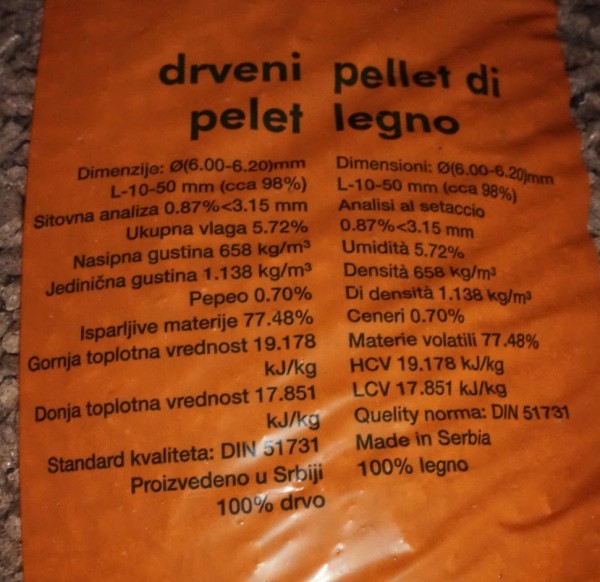 drveni
pelet
Dimenzije: Ø(6.00-6.20)mm
L-10-50 mm (cca 98%)
Sitovna analiza 0.87%<3.15 mm
Ukupna vlaga 5.72%
Nasipna gustina 658 kg/m³
Jedinična gustina 1.138 kg/m³
Pepeo 0.70%
Isparljive materije 77.48%
Gornja toplotna vrednost 19.178
kJ/kg
Donja toplotna vrednost 17.851
kJ/kg
Standard kvaliteta: DIN 51731
Proizvedeno u Srbiji
100% drvo
pellet di
legno
Dimensioni: Ø(6.00-6.20)mm
L-10-50 mm (cca 98%)
Analisi al setaccio
0.87%<3.15 mm
Umidità 5.72%
Densità 658 kg/m³
Di densità 1.138 kg/m³
Ceneri 0.70%
Materie volatili 77.48%
HCV 19.178 kJ/kg
LCV 17.851 kJ/kg
Quelity norma: DIN 51731
Made in Serbia
100% legno